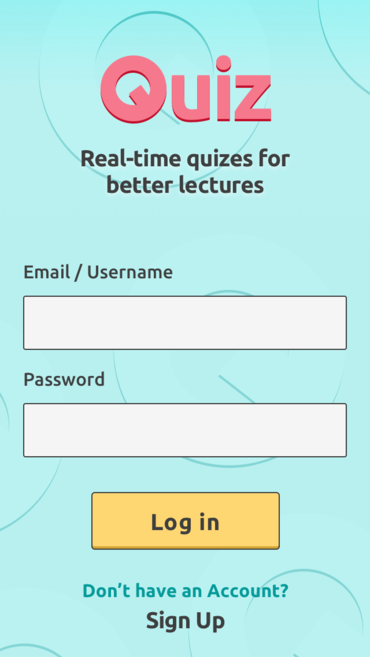 Quiz
Real-time quizes for
better lectures
Email / Username
Password
Log in
Don’t have an Account?
Sign Up